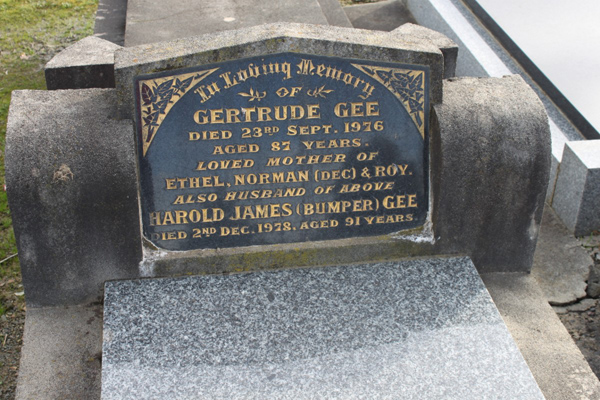 In Loving Memory
OF
GERTRUDE GEE
DIED 23RD SEPT. 1976
AGED 87 YEARS.
LOVED MOTHER OF
ETHEL, NORMAN (DEC) & ROY.
ALSO HUSBAND OF ABOVE
HAROLD JAMES (BUMPER) GEE
DIED 2ND DEC. 1978. AGED 91 YEARS.